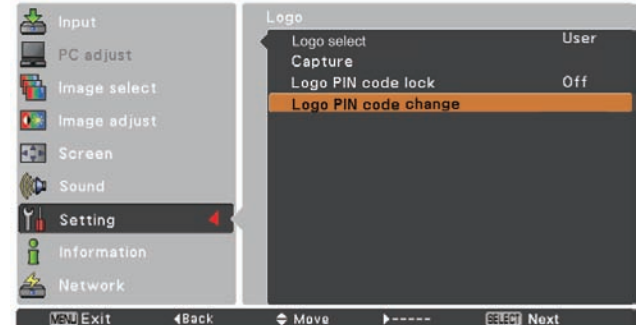 Input
PC adjust
Image select
Image adjust
Screen
Sound
Setting
Information
Network
Logo
Logo select User
Capture
Logo PIN code lock Off
Logo PIN code change
MENU Exit ◀Back Move ▶----- SELECT Next